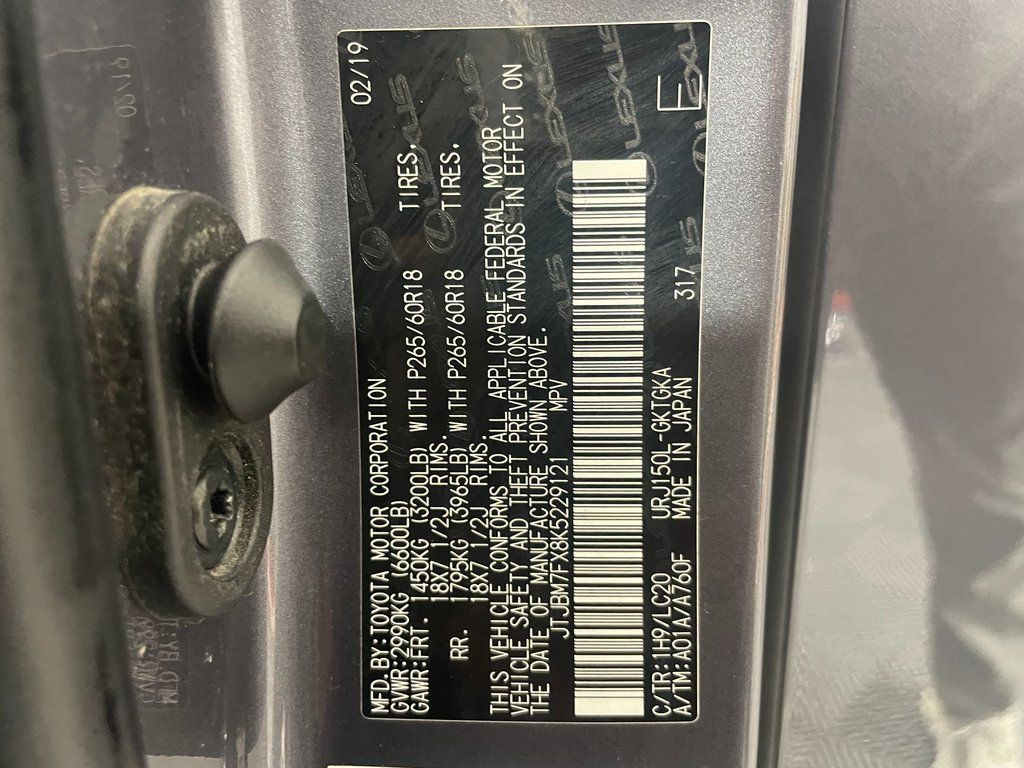 MFD.BY:TOYOTA MOTOR CORPORATION 02/19
GVWR:2990KG (6600LB)
GAWR:FRT. 1450KG (3200LB) WITH P265/60R18 TIRES.
18X7 1/2J RIMS.
RR. 1795KG (3965LB) WITH P265/60R18 TIRES.
18X7 1/2J RIMS.
THIS VEHICLE CONFORMS TO ALL APPLICABLE FEDERAL MOTOR
VEHICLE SAFETY AND THEFT PREVENTION STANDARDS IN EFFECT ON
THE DATE OF MANUFACTURE SHOWN ABOVE.
JTJBM7FX8K5229121 MPV
C/TR:1H9/LC20 URJ150L-GKTGKA 317
A/TM:A01A/A760F MADE IN JAPAN
E
LEXUS
LEXUS
LEXUS